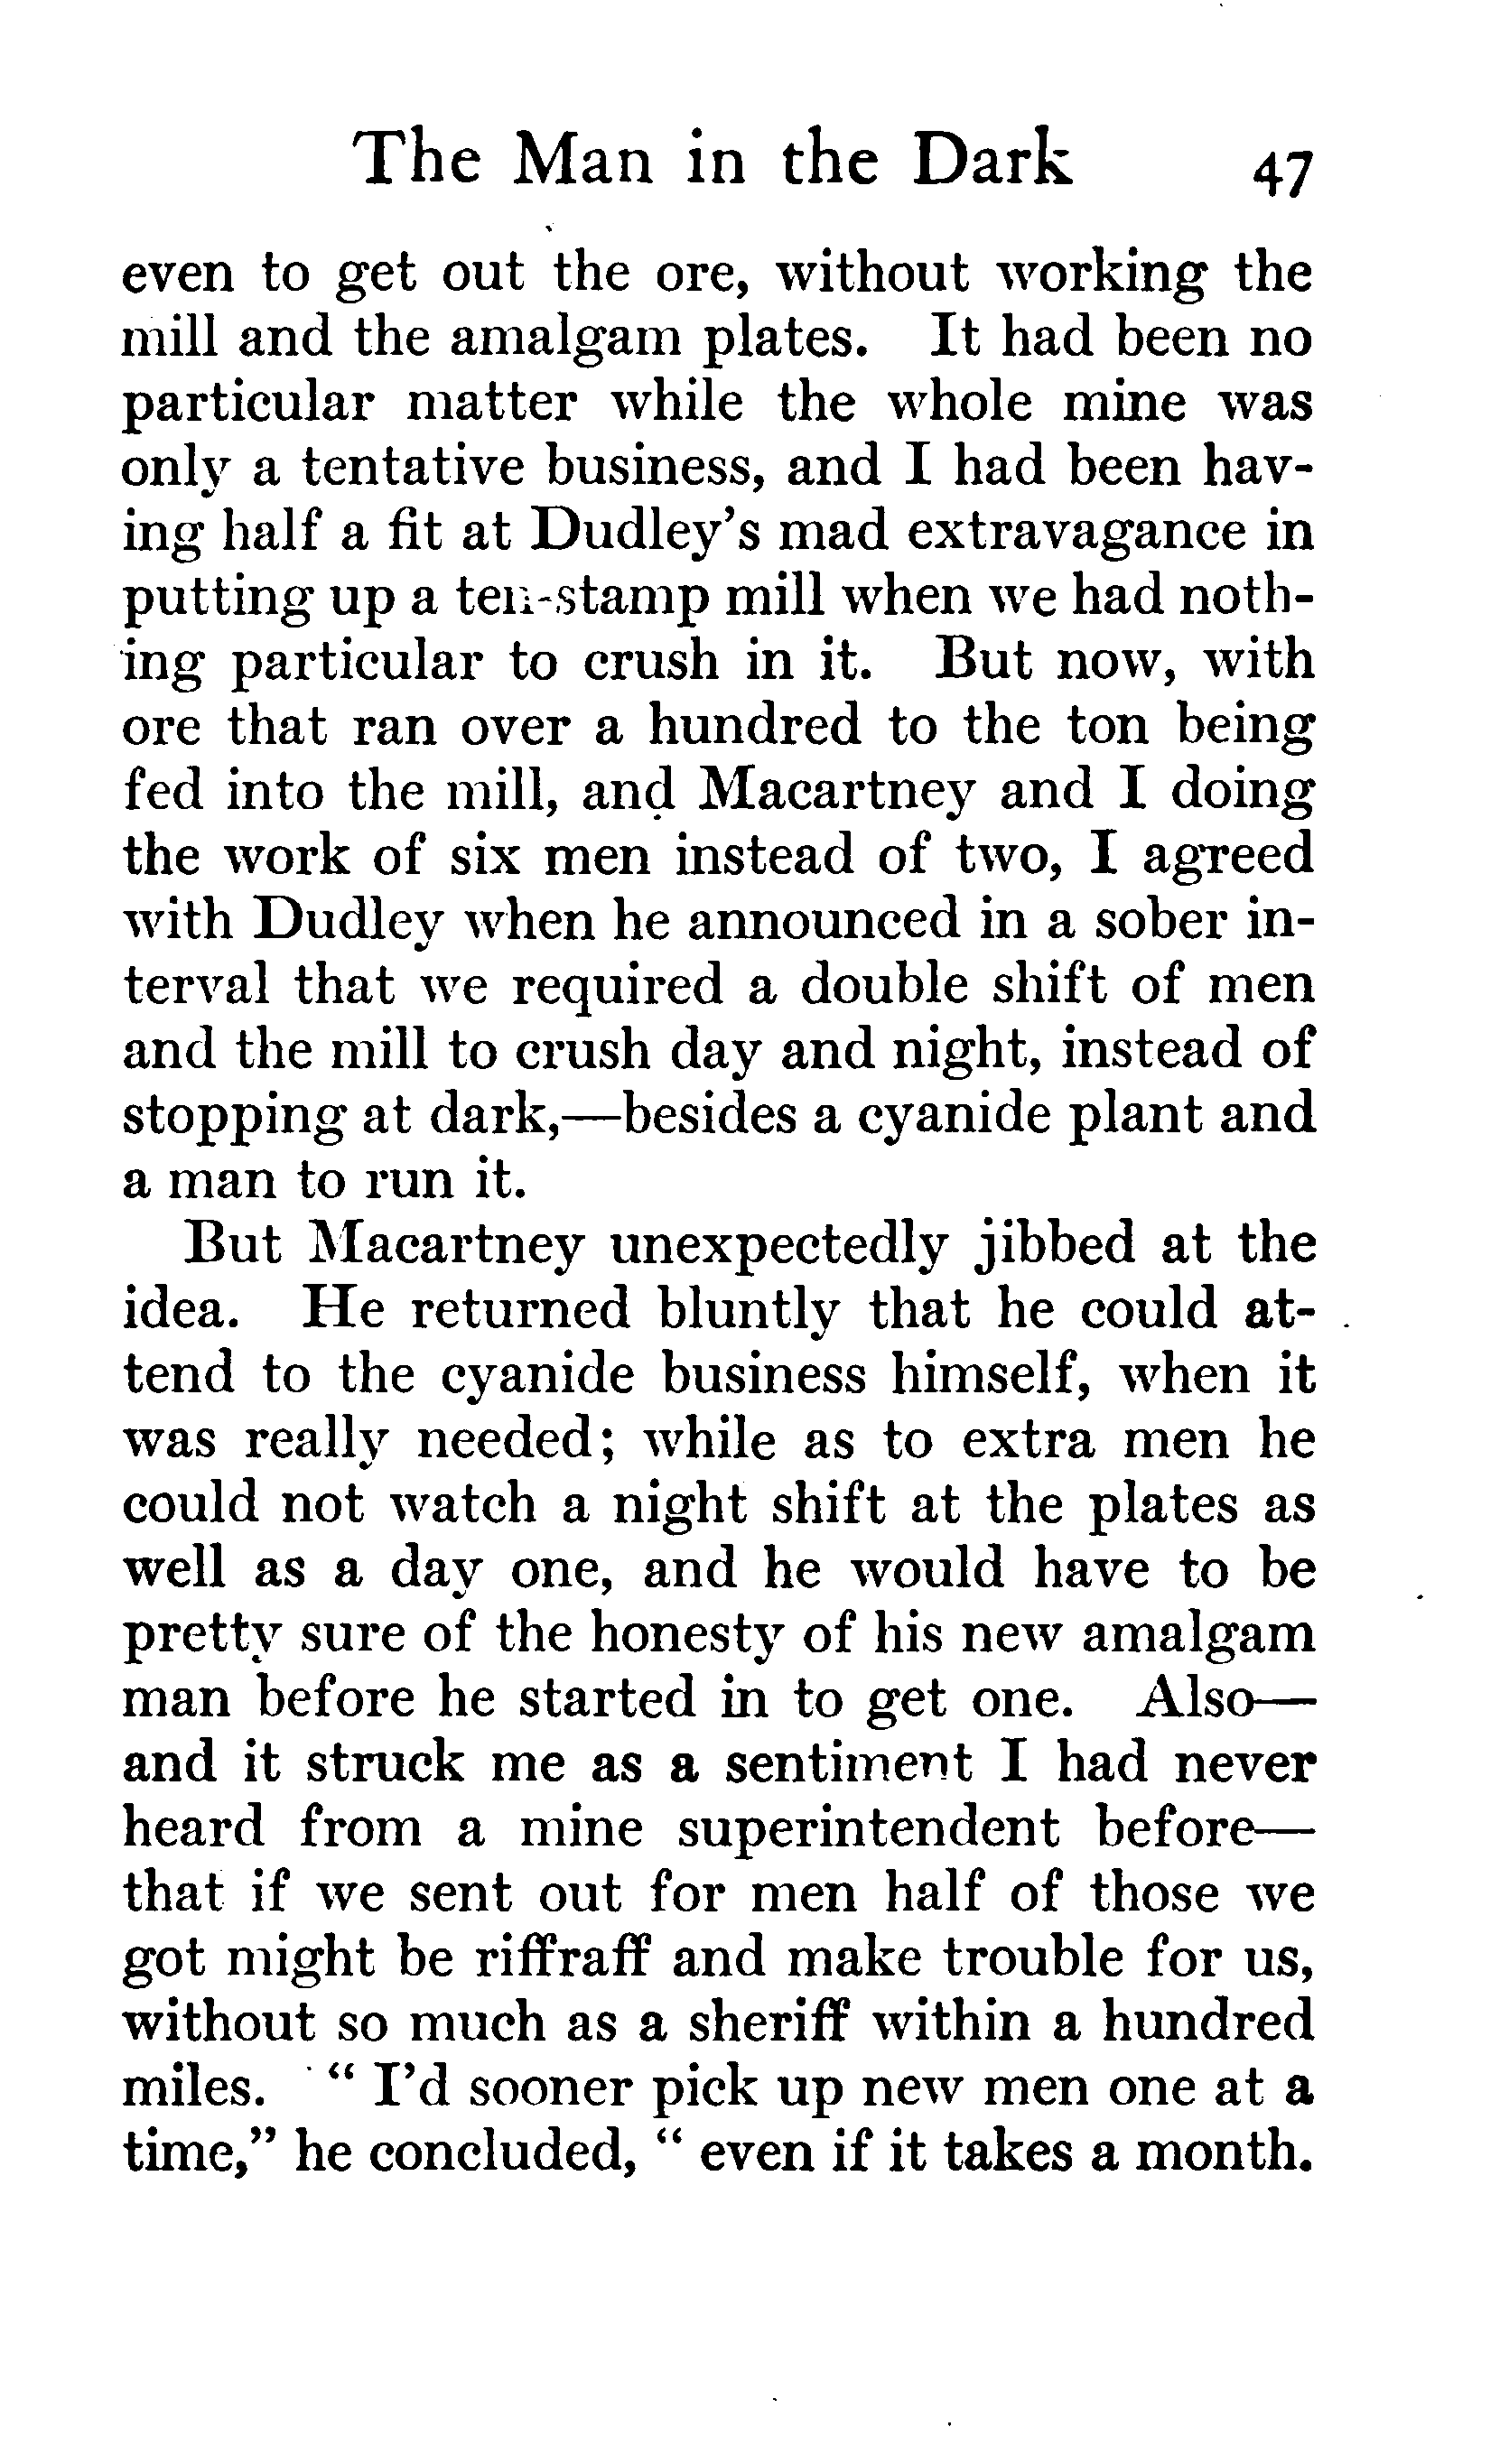 The Man in the Dark 47
even to get out the ore, without working the
mill and the amalgam plates. It had been no
particular matter while the whole mine was
only a tentative business, and I had been hav-
ing half a fit at Dudley's mad extravagance in
putting up a ten-stamp mill when we had noth-
ing particular to crush in it. But now, with
ore that ran over a hundred to the ton being
fed into the mill, and Macartney and I doing
the work of six men instead of two, I agreed
with Dudley when he announced in a sober in-
terval that we required a double shift of men
and the mill to crush day and night, instead of
stopping at dark,—besides a cyanide plant and
a man to run it.
But Macartney unexpectedly jibbed at the
idea. He returned bluntly that he could at-
tend to the cyanide business himself, when it
was really needed; while as to extra men he
could not watch a night shift at the plates as
well as a day one, and he would have to be
pretty sure of the honesty of his new amalgam
man before he started in to get one. Also—
and it struck me as a sentiment I had never
heard from a mine superintendent before—
that if we sent out for men half of those we
got might be riffraff and make trouble for us,
without so much as a sheriff within a hundred
miles. "I'd sooner pick up new men one at a
time," he concluded, "even if it takes a month.